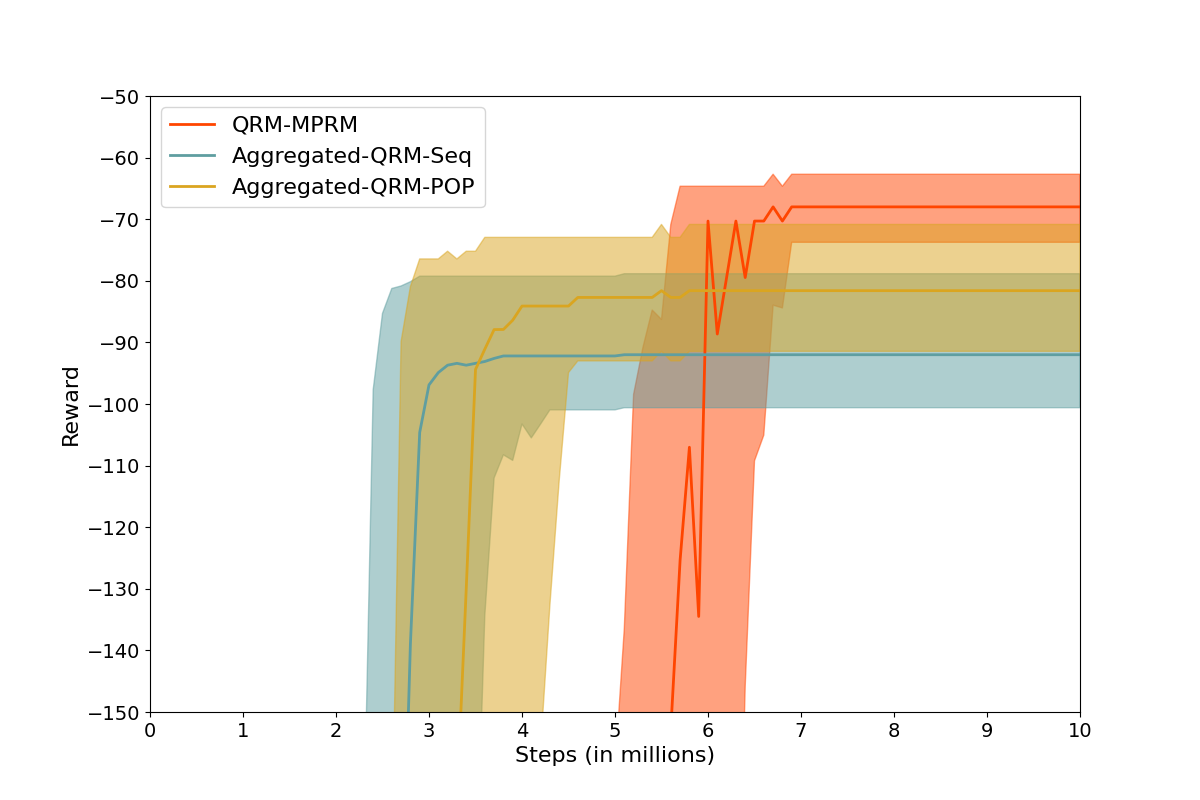 QRM-MPRM
Aggregated-QRM-Seq
Aggregated-QRM-POP
Reward
−50
−60
−70
−80
−90
−100
−110
−120
−130
−140
−150
0 1 2 3 4 5 6 7 8 9 10
Steps (in millions)